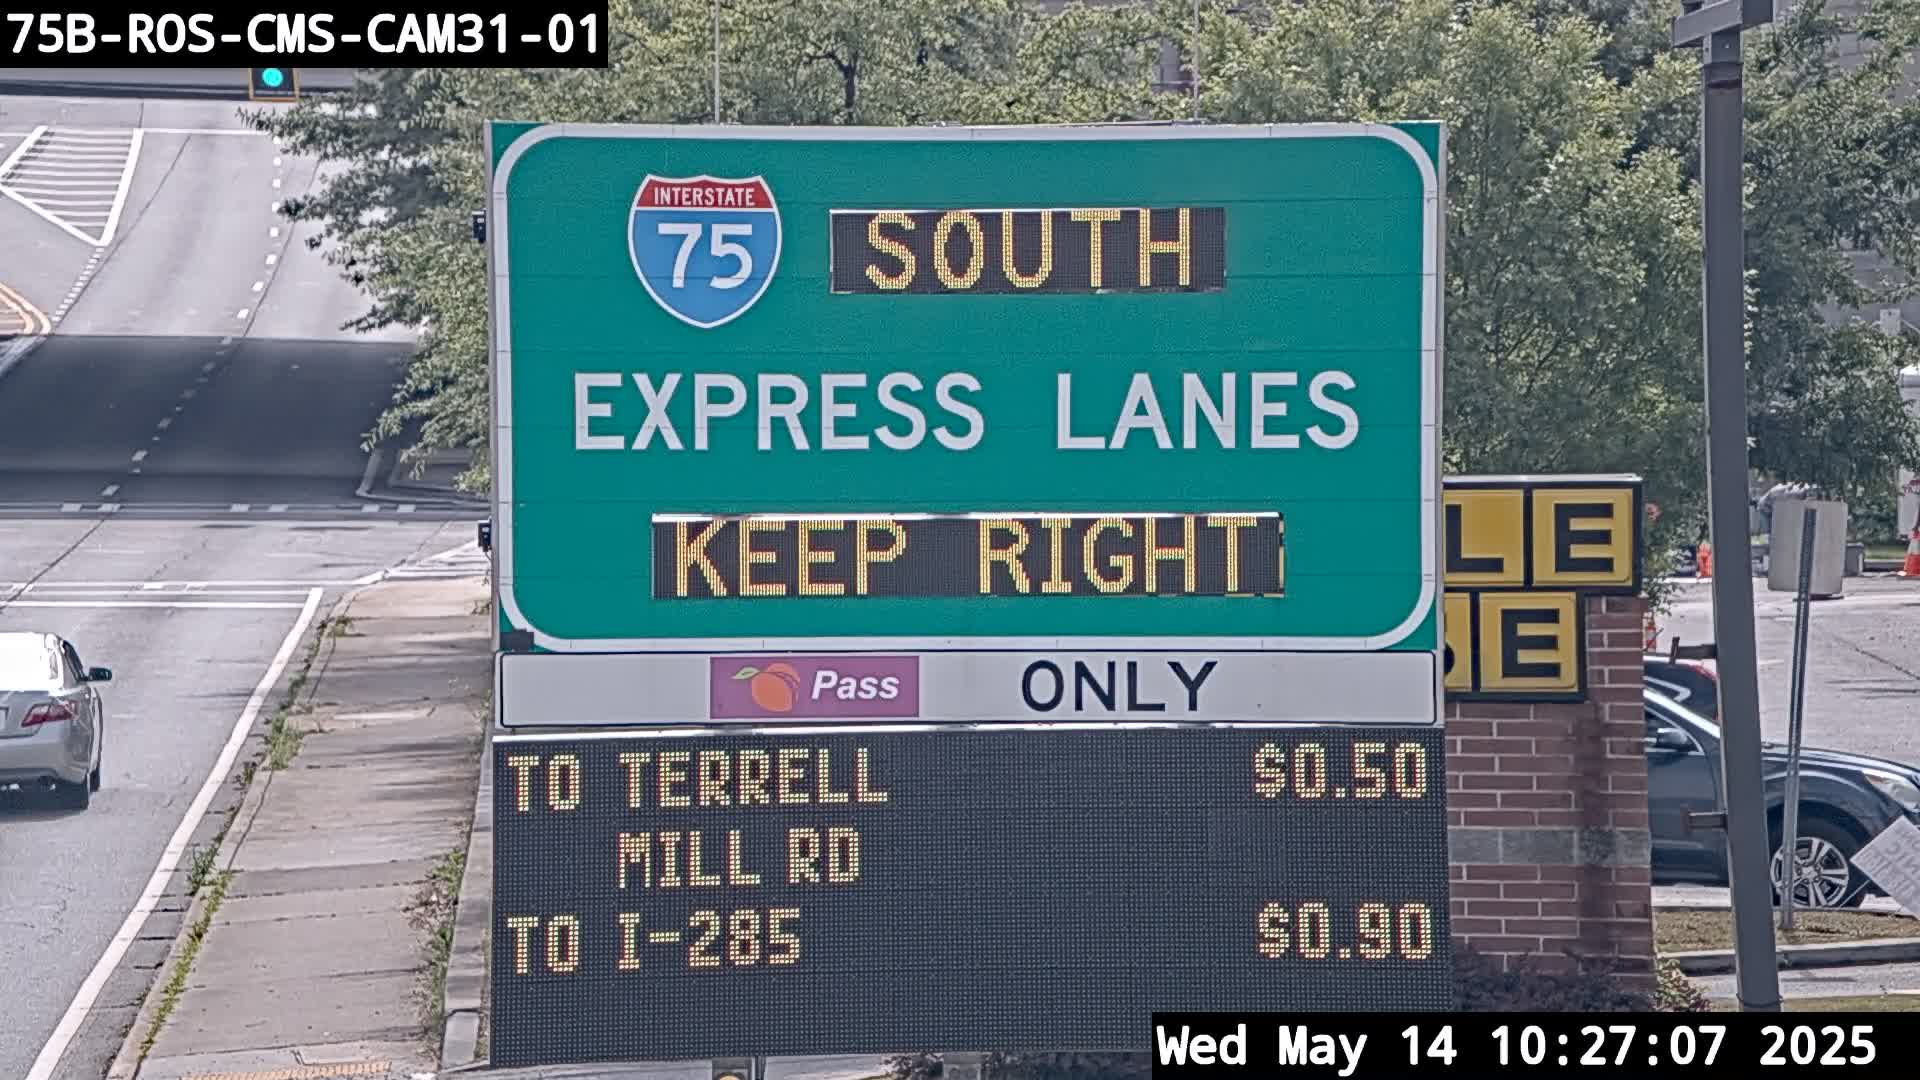 75B-ROS-CMS-CAM31-01
INTERSTATE
75
SOUTH
EXPRESS LANES
KEEP RIGHT
Pass ONLY
TO TERRELL $0.50
MILL RD
TO I-285 $0.90
LE
E
Wed May 14 10:27:07 2025